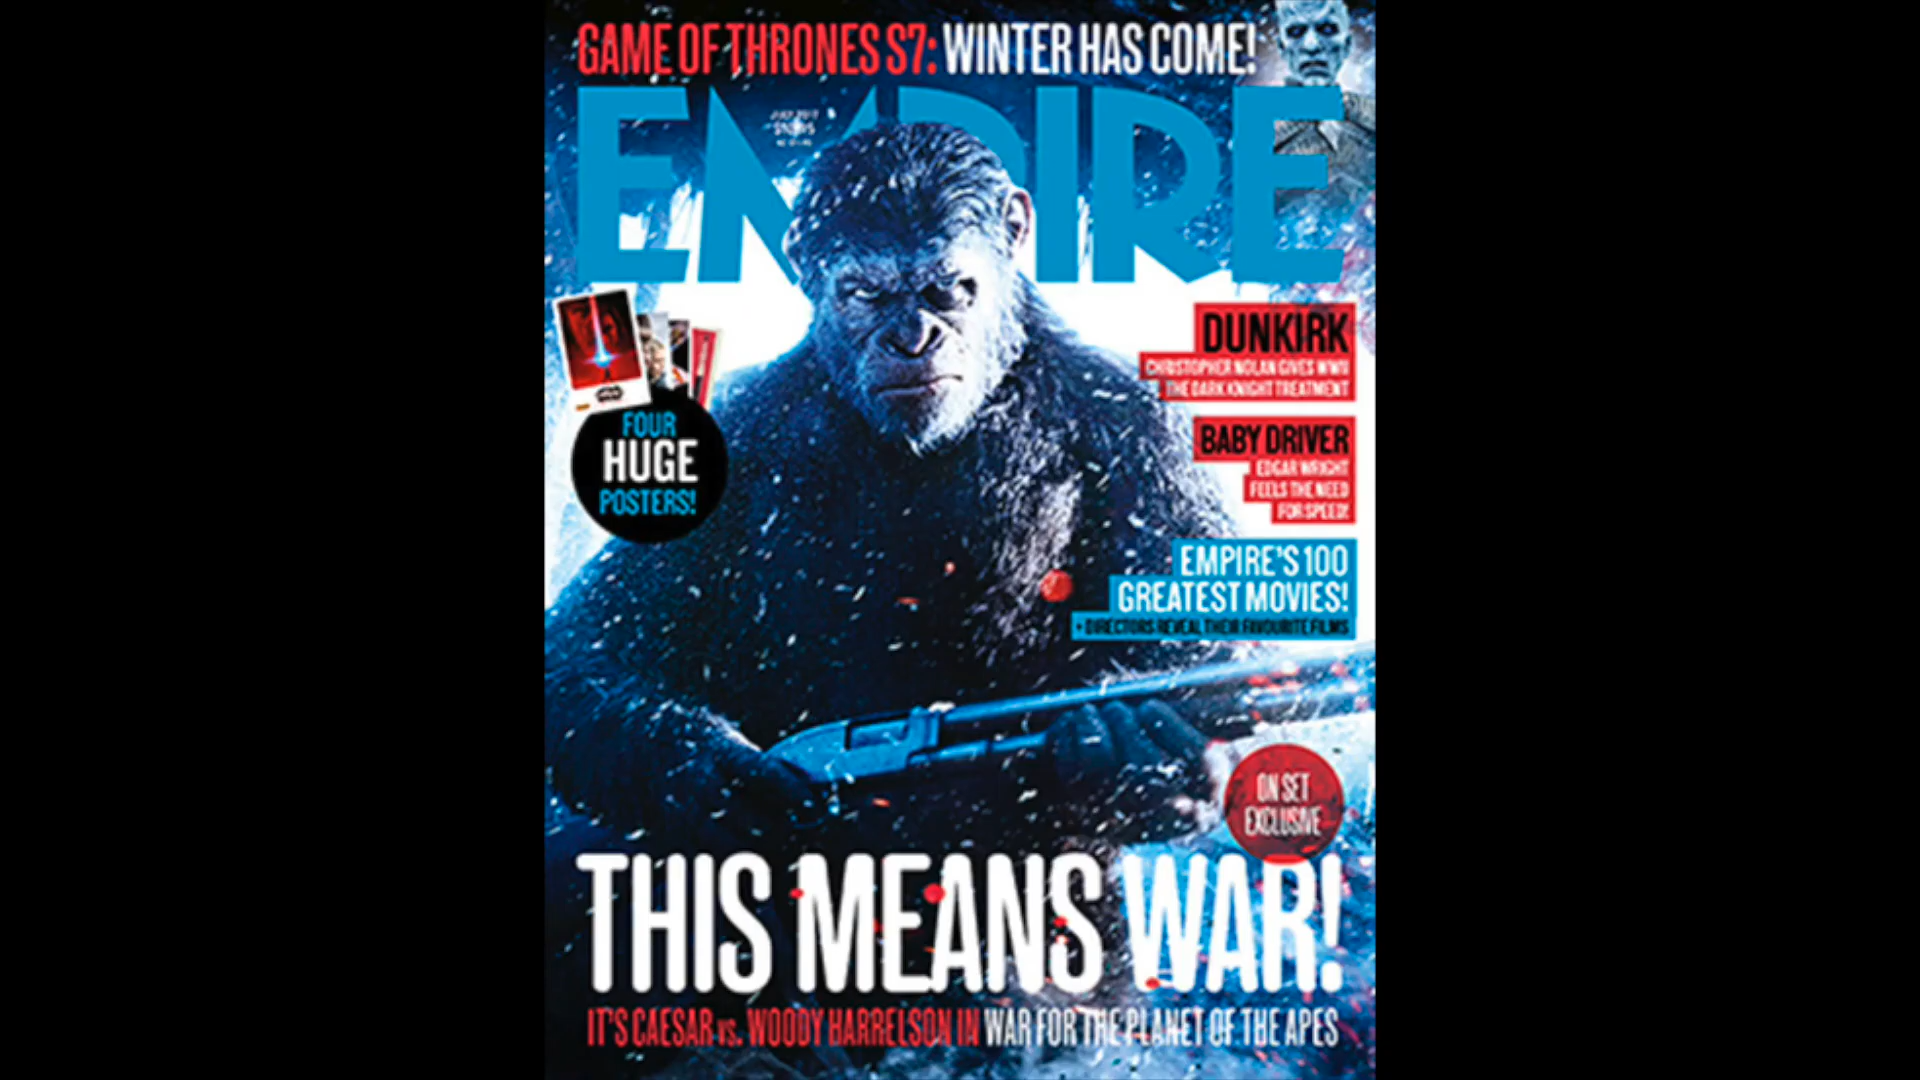 GAME OF THRONES S7: WINTER HAS COME!
EMPIRE
JULY 2017
DUNKIRK
CHRISTOPHER NOLAN GIVES WWII
THE DARK KNIGHT TREATMENT
BABY DRIVER
EDGAR WRIGHT
FEELS THE NEED
FOR SPEED!
FOUR
HUGE
POSTERS!
EMPIRE'S 100
GREATEST MOVIES!
+ DIRECTORS REVEAL THEIR FAVOURITE FILMS
ON SET
EXCLUSIVE
THIS MEANS WAR!
IT'S CAESAR vs. WOODY HARRELSON IN WAR FOR THE PLANET OF THE APES